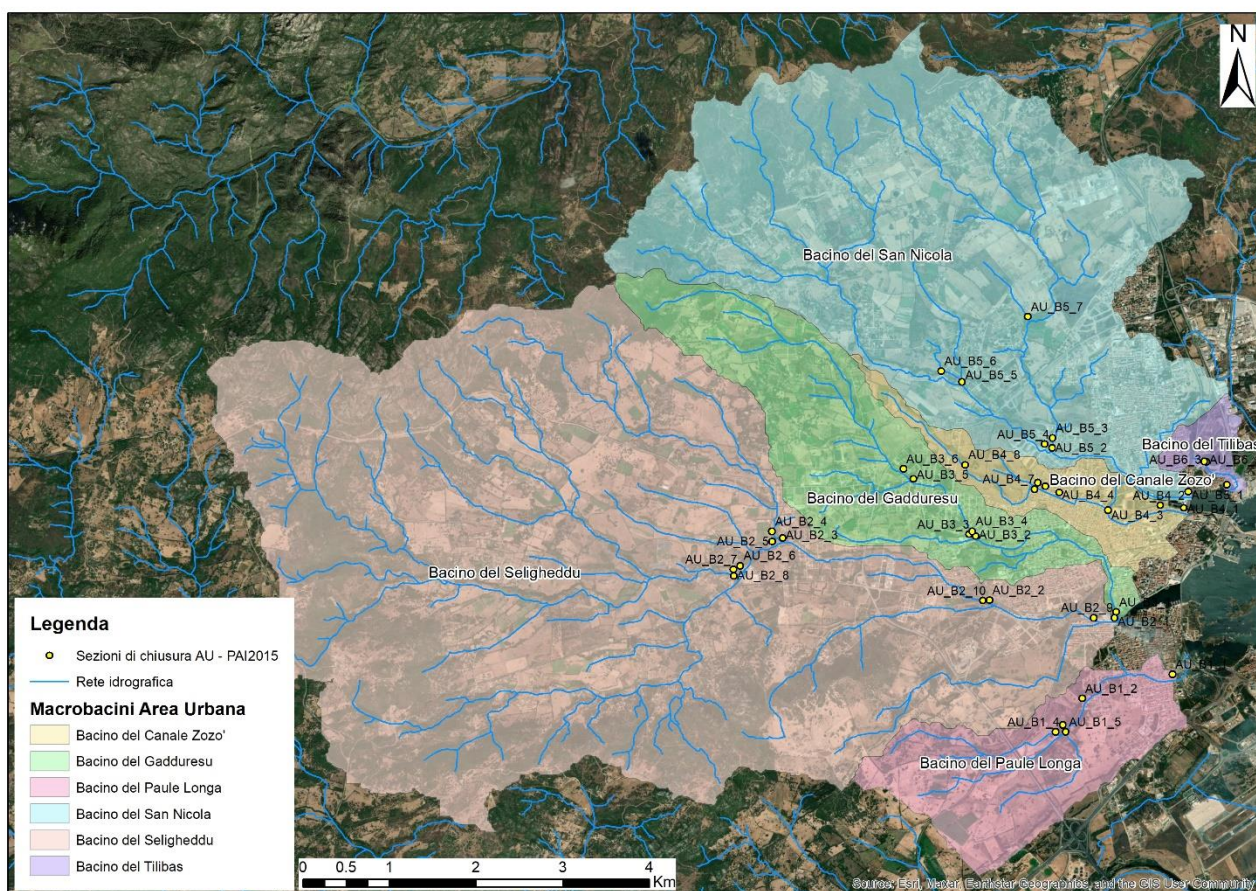 N
Bacino del San Nicola
AU_B5_7
AU_B5_6
AU_B5_5
AU_B5_4
AU_B5_3
AU_B5_2
Bacino del Tilibas
AU_B6_3
AU_B6
AU_B3_6
AU_B4_8
AU_B3_5
AU_B4_7
Bacino del Canale Zozo'
AU_B4_4
AU_B4_2
AU_B5_1
AU_B4_3
AU_B4_1
Bacino del Gadduresu
AU_B3_3
AU_B3_4
AU_B3_2
AU_B2_4
AU_B2_5
AU_B2_3
AU_B2_7
AU_B2_6
AU_B2_8
Bacino del Seligheddu
AU_B2_10
AU_B2_2
AU_B2_9
AU
AU_B2_1
AU_B1_1
AU_B1_2
AU_B1_4
AU_B1_5
Bacino del Paule Longa
Legenda
Sezioni di chiusura AU - PAI2015
Rete idrografica
Macrobacini Area Urbana
Bacino del Canale Zozo'
Bacino del Gadduresu
Bacino del Paule Longa
Bacino del San Nicola
Bacino del Seligheddu
Bacino del Tilibas
0 0.5 1 2 3 4
Km
Source: Esri, Maxar, Earthstar Geographics, and the GIS User Community